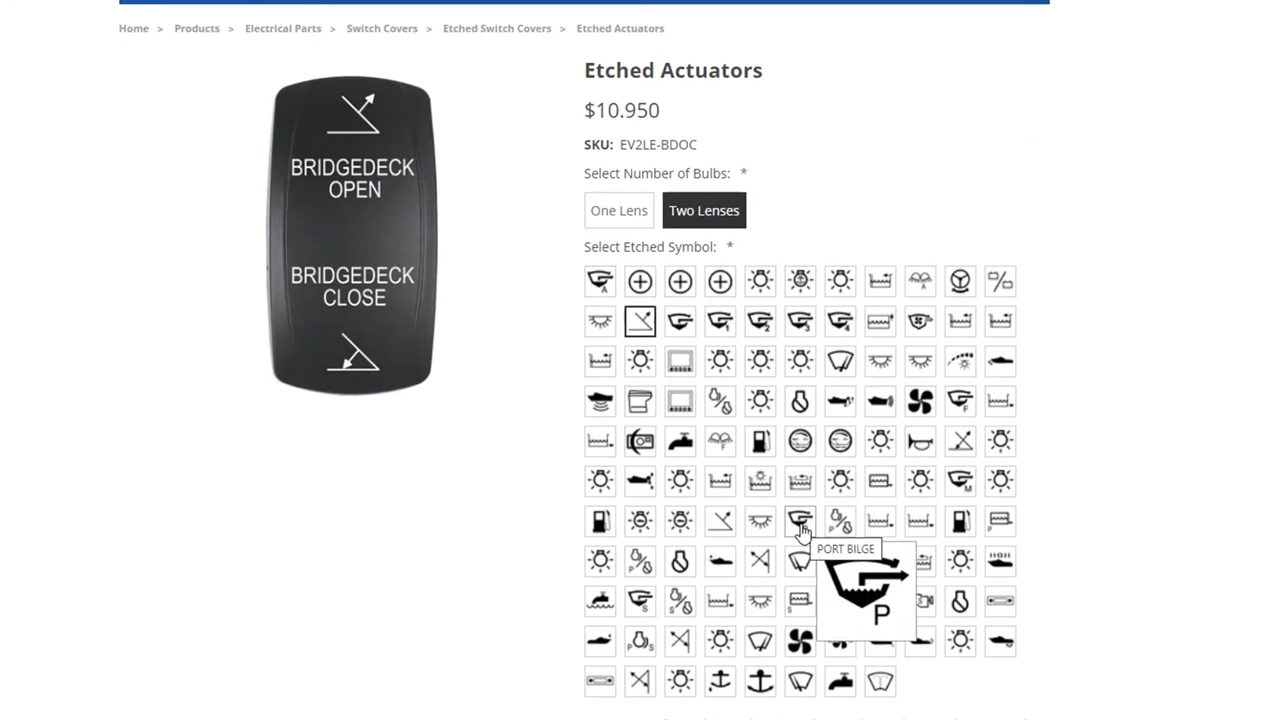 Home > Products > Electrical Parts > Switch Covers > Etched Switch Covers > Etched Actuators
Etched Actuators
$10.950
SKU: EV2LE-BDOC
Select Number of Bulbs: *
One Lens
Two Lenses
Select Etched Symbol: *
BRIDGEDECK
OPEN
BRIDGEDECK
CLOSE
PORT BILGE
P